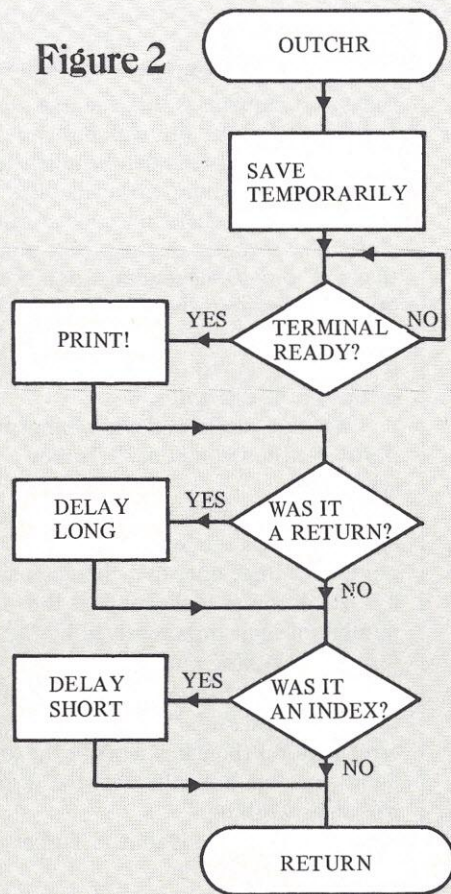 Figure 2
OUTCHR
SAVE
TEMPORARILY
TERMINAL
READY?
NO
YES
PRINT!
WAS IT
A RETURN?
YES
DELAY
LONG
NO
WAS IT
AN INDEX?
YES
DELAY
SHORT
NO
RETURN